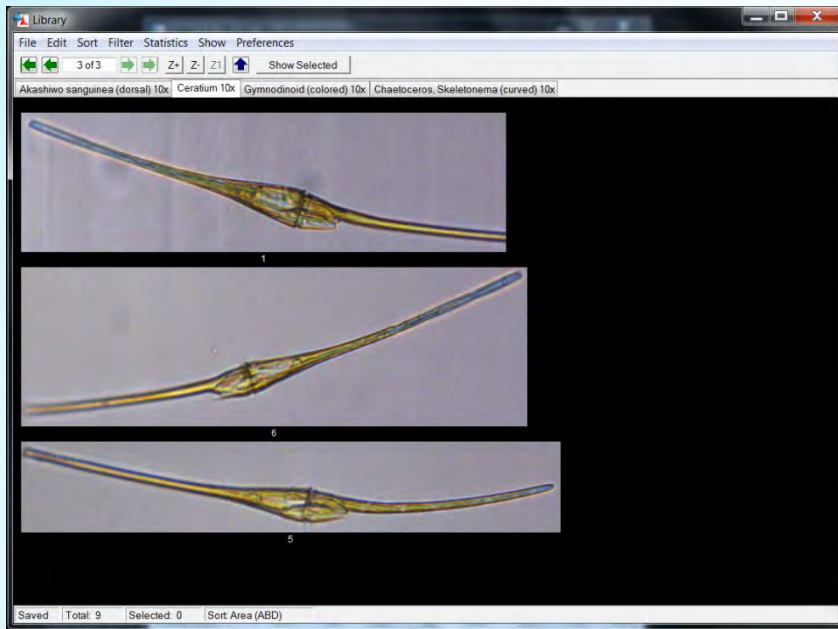 Library
File Edit Sort Filter Statistics Show Preferences
3 of 3 Z+ Z- Z1 Show Selected
Akashiwo sanguinea (dorsal) 10x Ceratium 10x Gymnodinoid (colored) 10x Chaetoceros, Skeletonema (curved) 10x
1
6
5
Saved Total: 9 Selected: 0 Sort: Area (ABD)